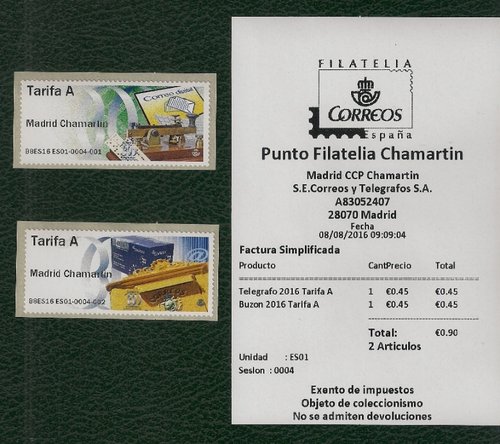 Tarifa A
Correo digital
Madrid Chamartin
B8ES16 ES01-0004-001
Tarifa A
Madrid Chamartin
B8ES16 ES01-0004-002
FILATELIA
CORREOS
España
Punto Filatelia Chamartin
Madrid CCP Chamartin
S.E.Correos y Telegrafos S.A.
A83052407
28070 Madrid
Fecha
08/08/2016 09:09:04
Factura Simplificada
Producto CantPrecio Total
Telegrafo 2016 Tarifa A 1 €0.45 €0.45
Buzon 2016 Tarifa A 1 €0.45 €0.45
Total: €0.90
2 Articulos
Unidad : ES01
Sesion : 0004
Exento de impuestos
Objeto de coleccionismo
No se admiten devoluciones